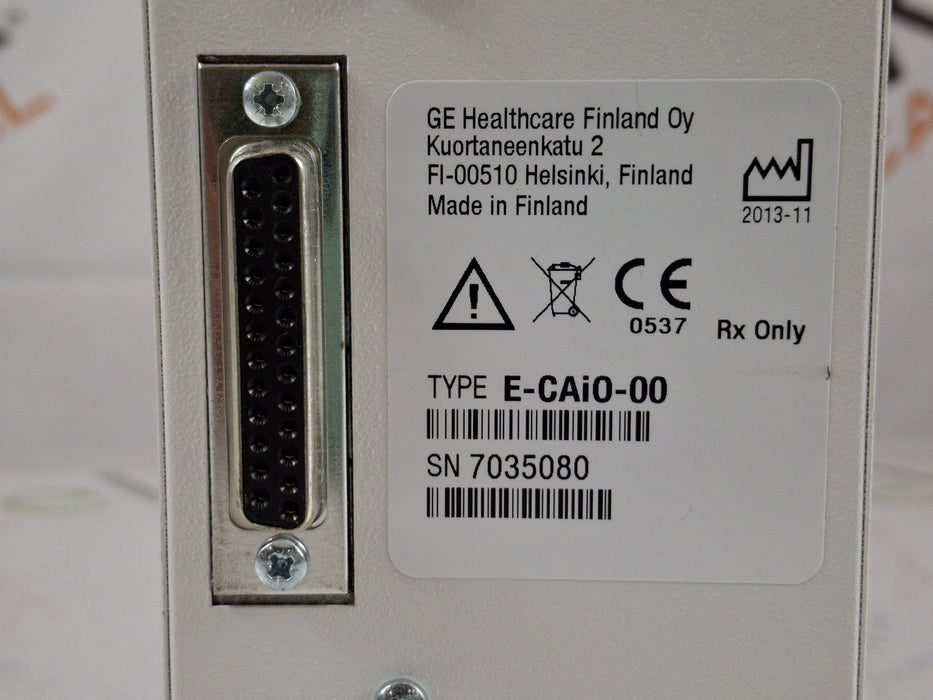 GE Healthcare Finland Oy
Kuortaneenkatu 2
FI-00510 Helsinki, Finland
Made in Finland
2013-11
CE
0537
Rx Only
TYPE E-CAiO-00
SN 7035080